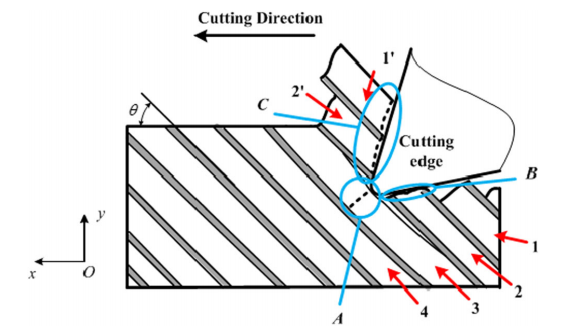 Cutting Direction
1'
2'
θ
C
Cutting
edge
B
y
1
x
O
2
3
4
A